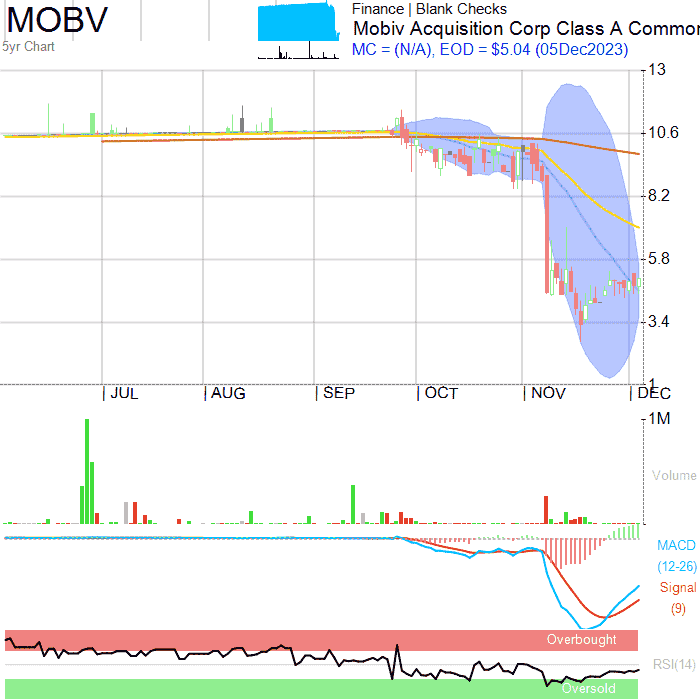 MOBV
Finance | Blank Checks
Mobiv Acquisition Corp Class A Common
5yr Chart
MC = (N/A), EOD = $5.04 (05Dec2023)
13
10.6
8.2
5.8
3.4
1
JUL AUG SEP OCT NOV DEC
1M
Volume
MACD
(12-26)
Signal
(9)
Overbought
RSI(14)
Oversold